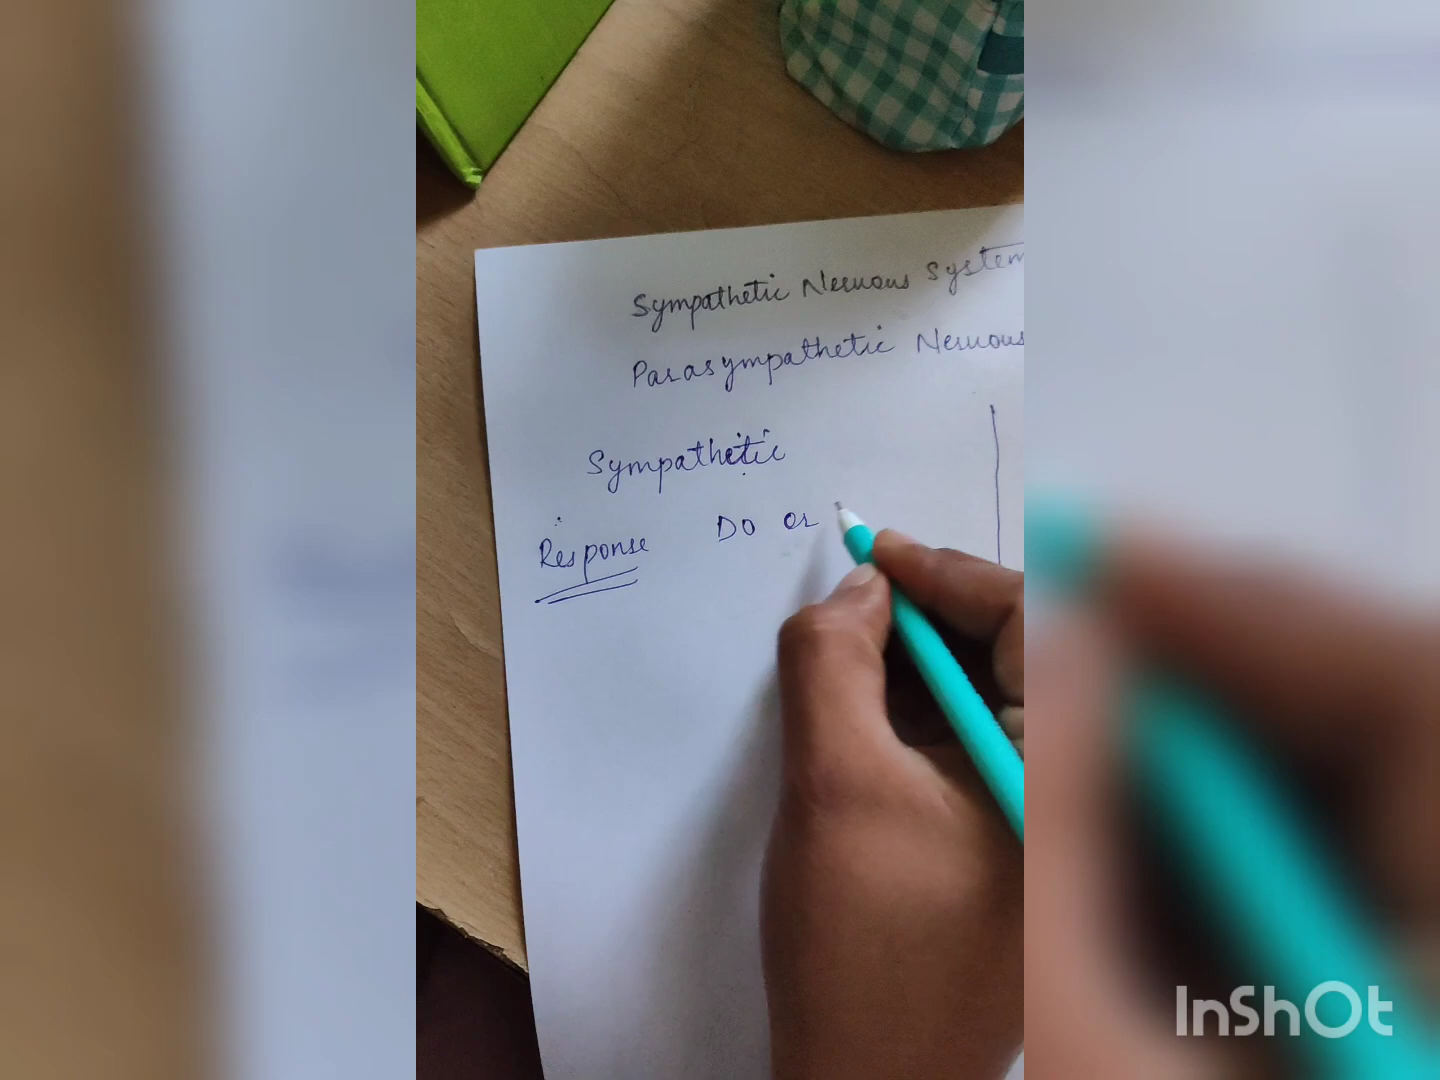 Sympathetic Nervous System
Parasympathetic Nervous
Sympathetic
Response Do or
InShOt